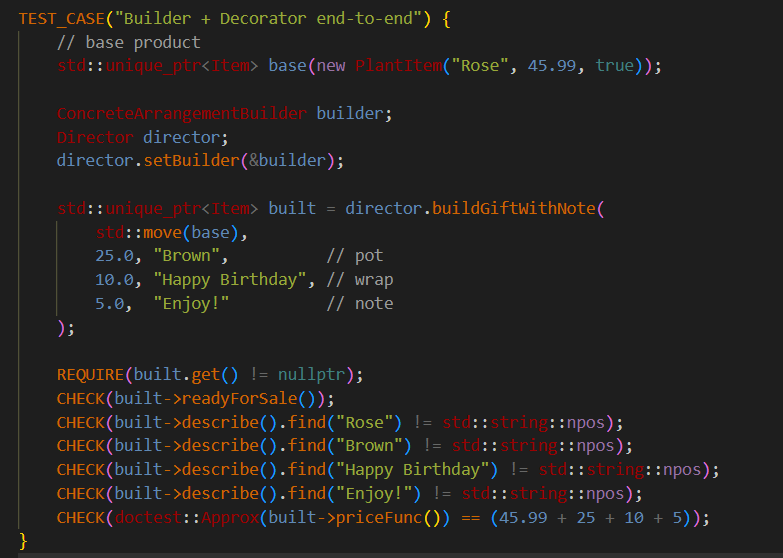 TEST_CASE("Builder + Decorator end-to-end") {
    // base product
    std::unique_ptr<Item> base(new PlantItem("Rose", 45.99, true));

    ConcreteArrangementBuilder builder;
    Director director;
    director.setBuilder(&builder);

    std::unique_ptr<Item> built = director.buildGiftWithNote(
        std::move(base),
        25.0, "Brown",          // pot
        10.0, "Happy Birthday", // wrap
        5.0,  "Enjoy!"          // note
    );

    REQUIRE(built.get() != nullptr);
    CHECK(built->readyForSale());
    CHECK(built->describe().find("Rose") != std::string::npos);
    CHECK(built->describe().find("Brown") != std::string::npos);
    CHECK(built->describe().find("Happy Birthday") != std::string::npos);
    CHECK(built->describe().find("Enjoy!") != std::string::npos);
    CHECK(doctest::Approx(built->priceFunc()) == (45.99 + 25 + 10 + 5));
}